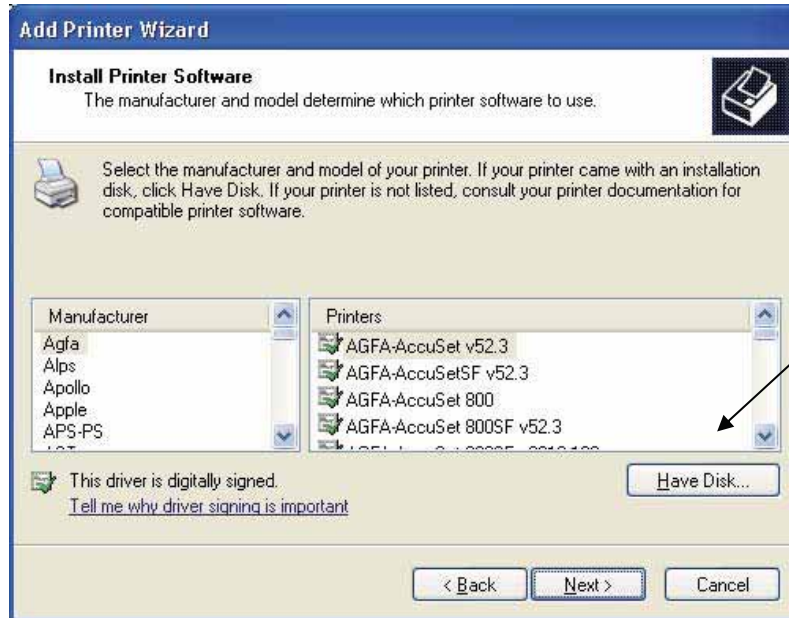 Add Printer Wizard
Install Printer Software
The manufacturer and model determine which printer software to use.
Select the manufacturer and model of your printer. If your printer came with an installation
disk, click Have Disk. If your printer is not listed, consult your printer documentation for
compatible printer software.
Manufacturer
Agfa
Alps
Apollo
Apple
APS-PS
Printers
AGFA-AccuSet v52.3
AGFA-AccuSetSF v52.3
AGFA-AccuSet 800
AGFA-AccuSet 800SF v52.3
This driver is digitally signed.
Tell me why driver signing is important
Have Disk...
< Back
Next >
Cancel